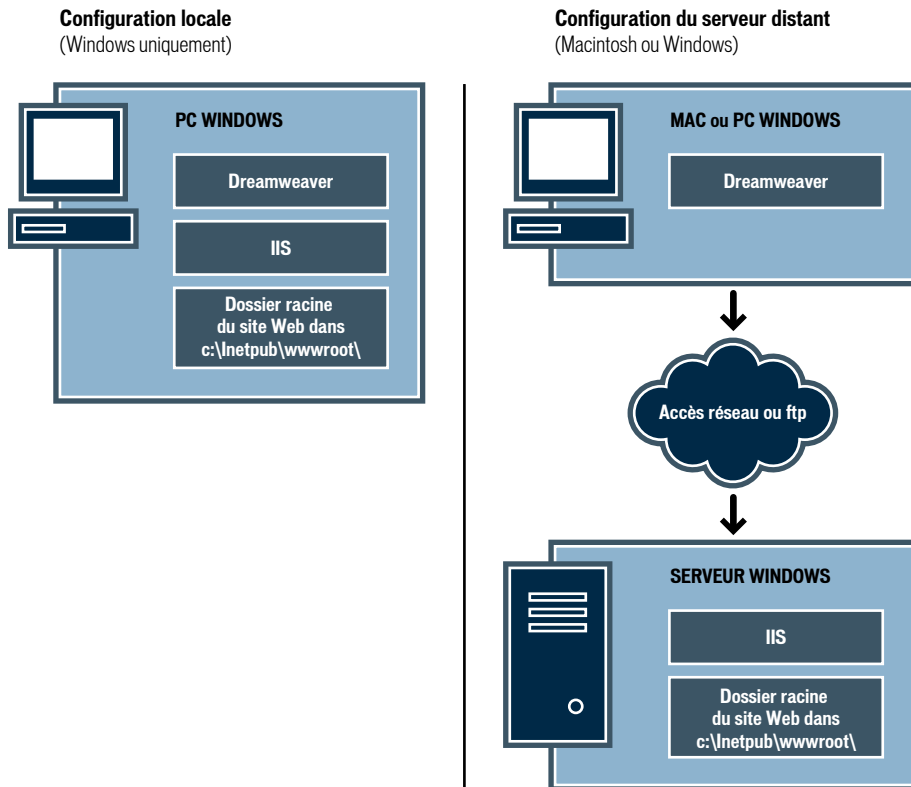 Configuration locale
(Windows uniquement)
PC WINDOWS
Dreamweaver
IIS
Dossier racine
du site Web dans
c:\Inetpub\wwwroot\
Configuration du serveur distant
(Macintosh ou Windows)
MAC ou PC WINDOWS
Dreamweaver
Accès réseau ou ftp
SERVEUR WINDOWS
IIS
Dossier racine
du site Web dans
c:\Inetpub\wwwroot\